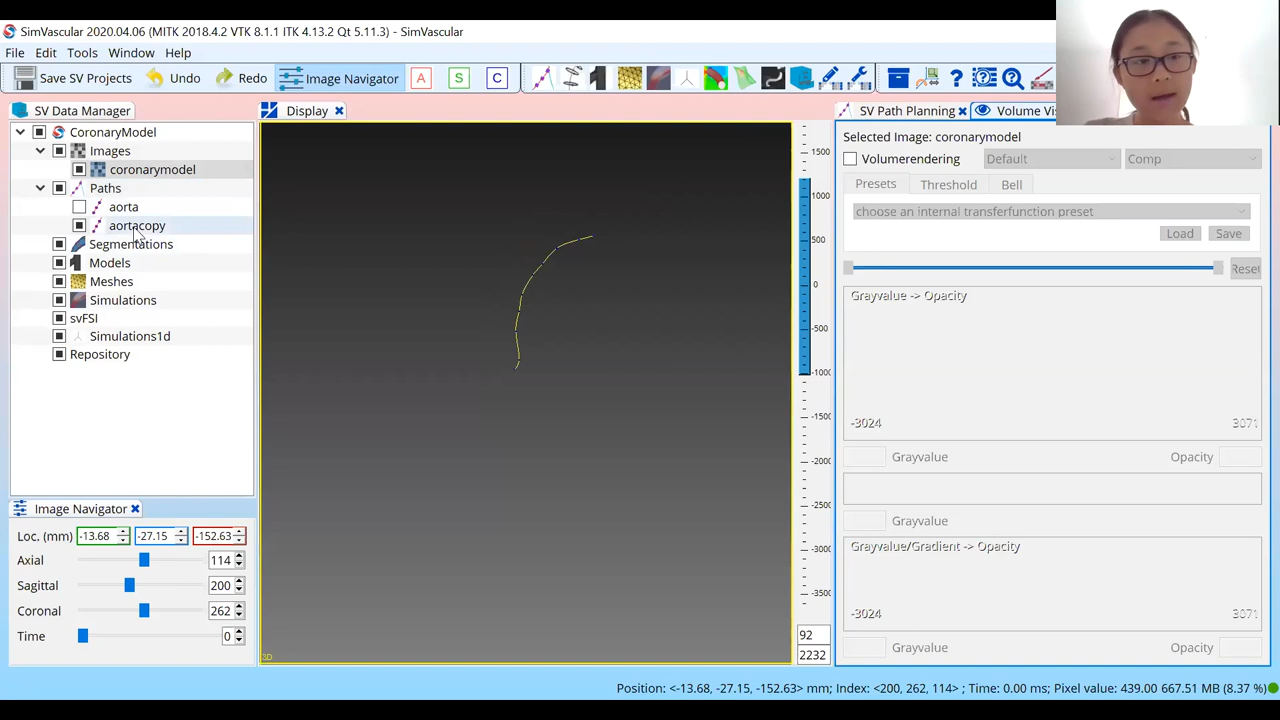 SimVascular 2020.04.06 (MITK 2018.4.2 VTK 8.1.1 ITK 4.13.2 Qt 5.11.3) - SimVascular
File Edit Tools Window Help
Save SV Projects Undo Redo Image Navigator A S C
SV Data Manager
CoronaryModel
Images
coronarymodel
Paths
aorta
aortacopy
Segmentations
Models
Meshes
Simulations
svFSI
Simulations1d
Repository
Image Navigator
Loc. (mm) -13.68 -27.15 -152.63
Axial 114
Sagittal 200
Coronal 262
Time 0
Display
3D
1500
1000
500
0
-500
-1000
-1500
-2000
-2500
-3000
-3500
92
2232
SV Path Planning Volume Vi
Selected Image: coronarymodel
Volumerendering Default Comp
Presets Threshold Bell
choose an internal transferfunction preset
Load Save
Reset
Grayvalue -> Opacity
-3024 3071
Grayvalue Opacity
Grayvalue
Grayvalue/Gradient -> Opacity
-3024 3071
Grayvalue Opacity
Position: <-13.68, -27.15, -152.63> mm; Index: <200, 262, 114> ; Time: 0.00 ms; Pixel value: 439.00 667.51 MB (8.37 %)